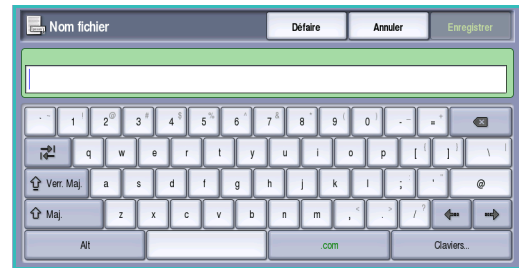 Nom fichier Défaire Annuler Enregistrer
` ~ 1 ! 2 @ 3 # 4 $ 5 % 6 ^ 7 & 8 * 9 ( 0 ) - _ = +
q w e r t y u i o p [ { ] } \ |
Verr. Maj. a s d f g h j k l ; : ' " @
Maj. z x c v b n m , < . > / ?
Alt .com Claviers...